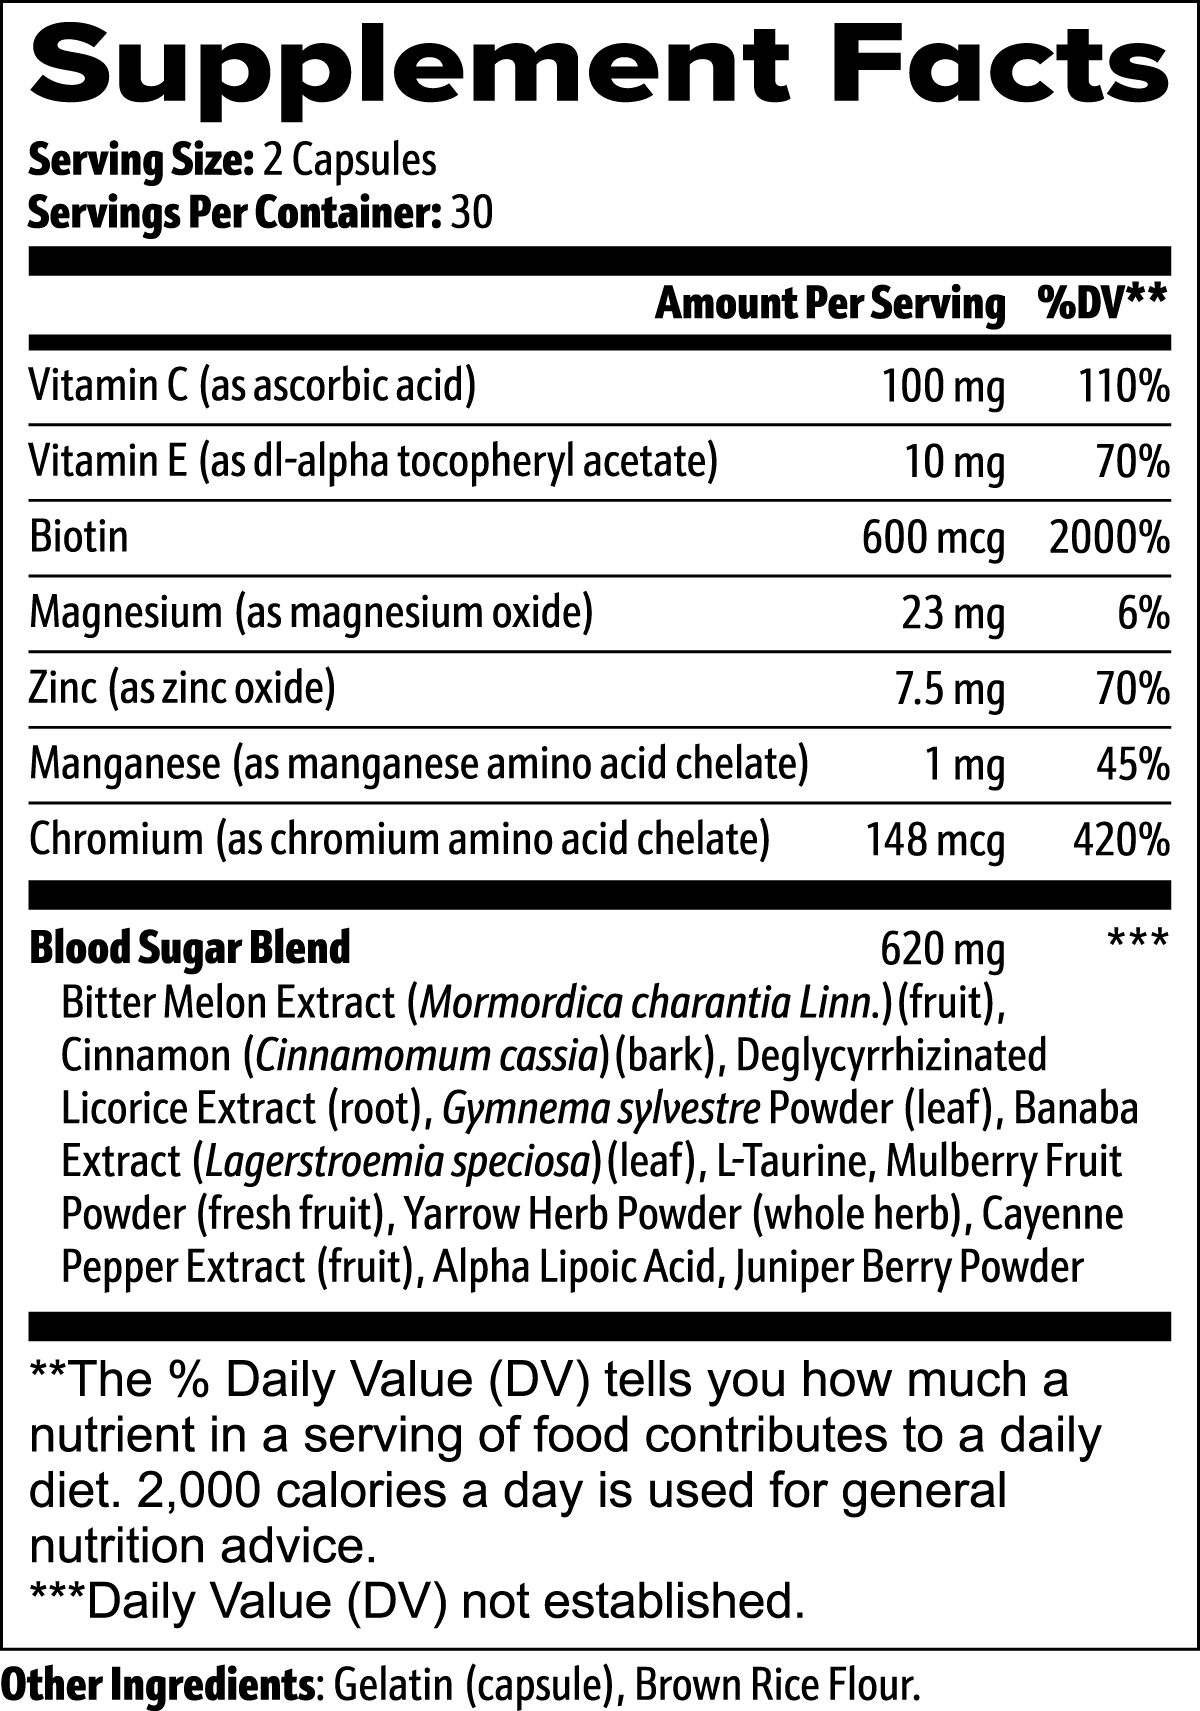 Supplement Facts
Serving Size: 2 Capsules
Servings Per Container: 30
Amount Per Serving %DV**
Vitamin C (as ascorbic acid) 100 mg 110%
Vitamin E (as dl-alpha tocopheryl acetate) 10 mg 70%
Biotin 600 mcg 2000%
Magnesium (as magnesium oxide) 23 mg 6%
Zinc (as zinc oxide) 7.5 mg 70%
Manganese (as manganese amino acid chelate) 1 mg 45%
Chromium (as chromium amino acid chelate) 148 mcg 420%
Blood Sugar Blend 620 mg ***
Bitter Melon Extract (Mormordica charantia Linn.)(fruit),
Cinnamon (Cinnamomum cassia)(bark), Deglycyrrhizinated
Licorice Extract (root), Gymnema sylvestre Powder (leaf), Banaba
Extract (Lagerstroemia speciosa)(leaf), L-Taurine, Mulberry Fruit
Powder (fresh fruit), Yarrow Herb Powder (whole herb), Cayenne
Pepper Extract (fruit), Alpha Lipoic Acid, Juniper Berry Powder
**The % Daily Value (DV) tells you how much a
nutrient in a serving of food contributes to a daily
diet. 2,000 calories a day is used for general
nutrition advice.
***Daily Value (DV) not established.
Other Ingredients: Gelatin (capsule), Brown Rice Flour.